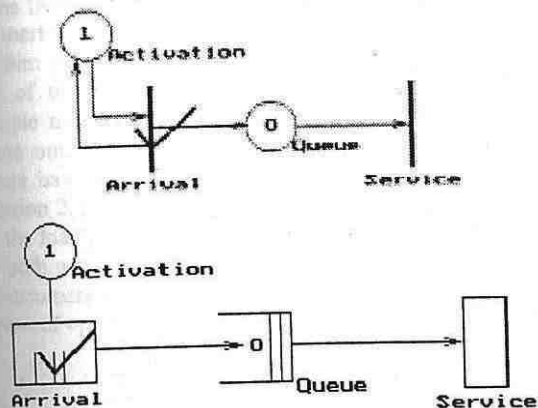 1
Activation
0
Queue
Arrival
Service
1
Activation
0
Queue
Arrival
Service